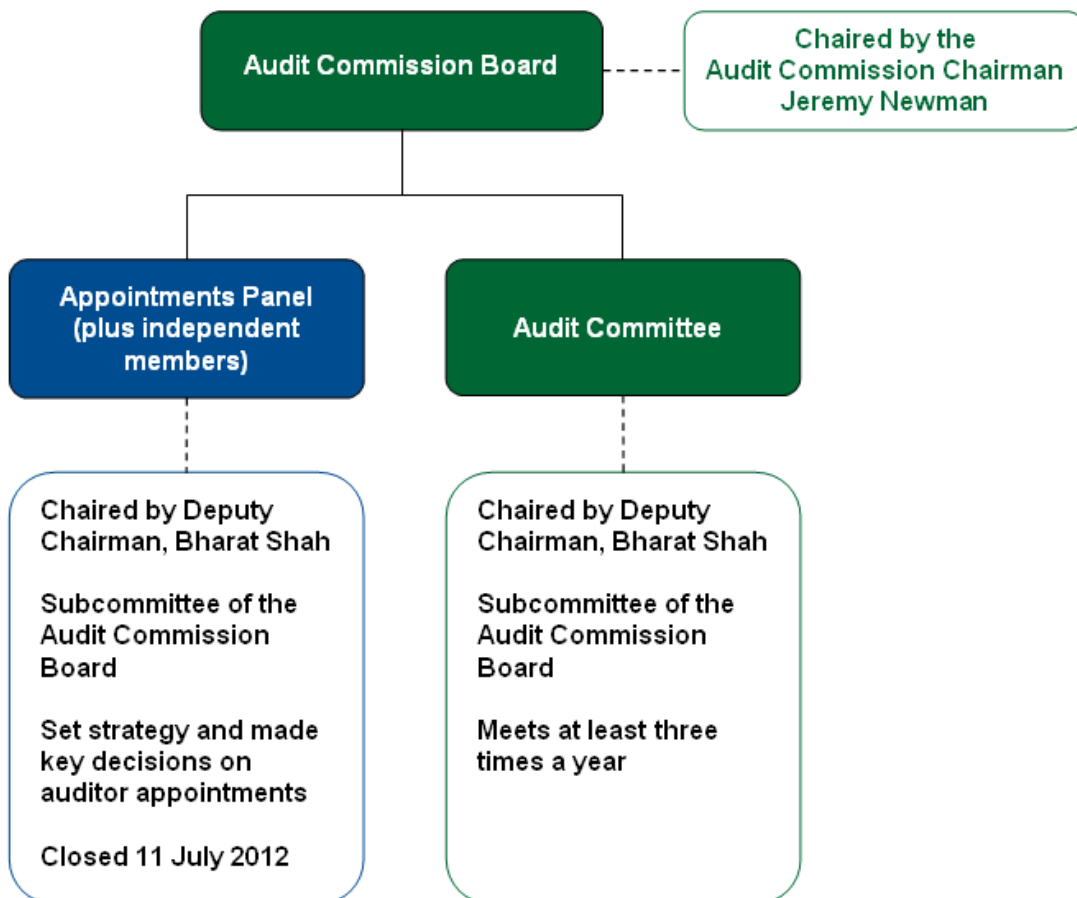 Audit Commission Board
Chaired by the
Audit Commission Chairman
Jeremy Newman
Appointments Panel
(plus independent
members)
Audit Committee
Chaired by Deputy
Chairman, Bharat Shah
Subcommittee of the
Audit Commission
Board
Set strategy and made
key decisions on
auditor appointments
Closed 11 July 2012
Chaired by Deputy
Chairman, Bharat Shah
Subcommittee of the
Audit Commission
Board
Meets at least three
times a year